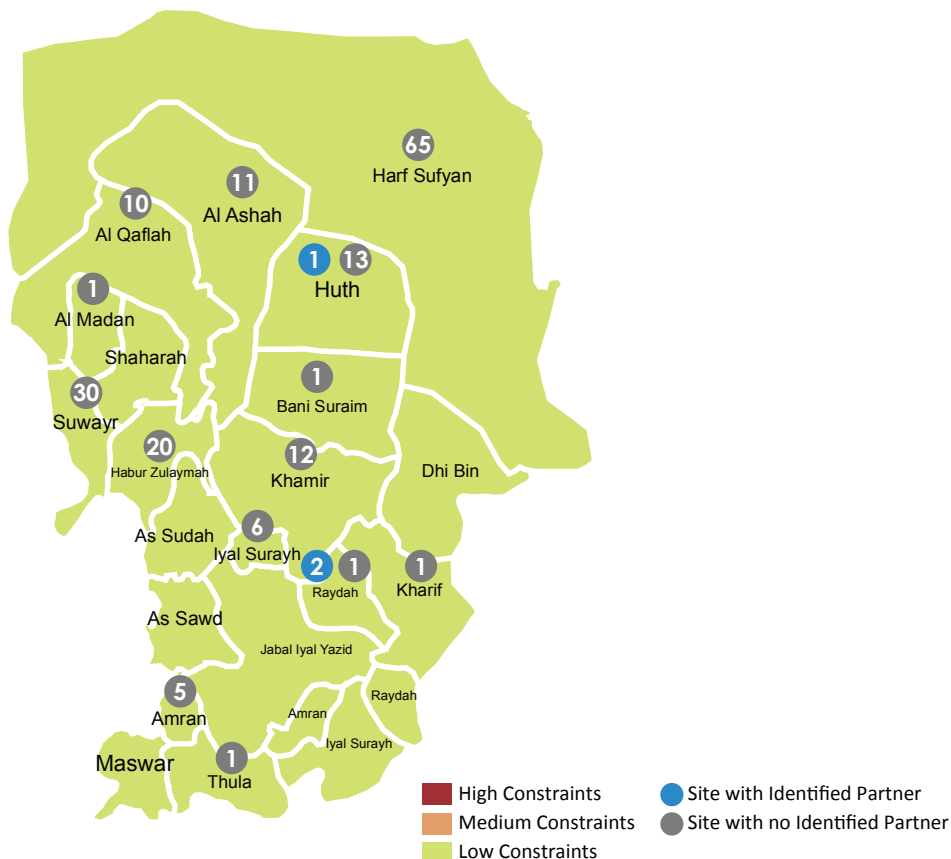 65
Harf Sufyan
11
Al Ashah
10
Al Qaflah
1 13
Huth
1
Al Madan
Shaharah
30
Suwayr
1
Bani Suraim
20
Habur Zulaymah
12
Khamir
Dhi Bin
As Sudah
6
Iyal Surayh
2 1
Raydah
1
Kharif
As Sawd
Jabal Iyal Yazid
5
Amran
Amran
Raydah
Iyal Surayh
Maswar
1
Thula
High Constraints
Medium Constraints
Low Constraints
Site with Identified Partner
Site with no Identified Partner